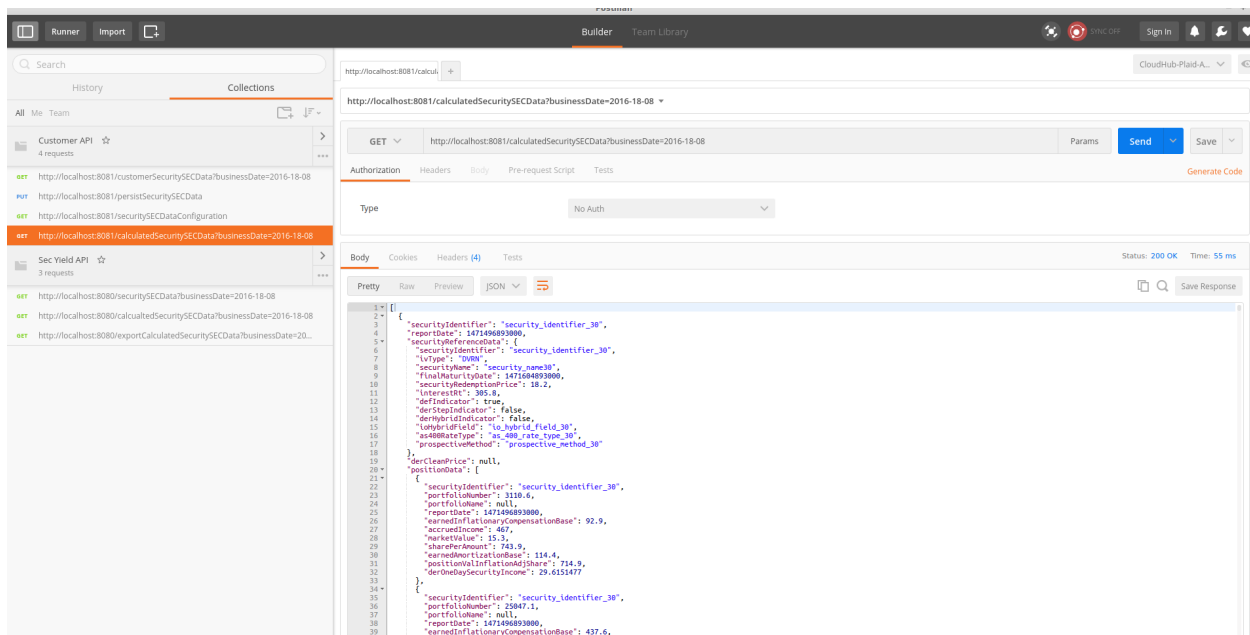 Postman
Runner Import Builder Team Library SYNC OFF Sign In
Search
History Collections
All Me Team
Customer API
4 requests
GET http://localhost:8081/customerSecuritySECData?businessDate=2016-18-08
PUT http://localhost:8081/persistSecuritySECData
GET http://localhost:8081/securitySECDataConfiguration
GET http://localhost:8081/calculatedSecuritySECData?businessDate=2016-18-08
Sec Yield API
3 requests
GET http://localhost:8080/securitySECData?businessDate=2016-18-08
GET http://localhost:8080/calcualtedSecuritySECData?businessDate=2016-18-08
GET http://localhost:8080/exportCalculatedSecuritySECData?businessDate=20...
http://localhost:8081/calcul +
CloudHub-Plaid-A...
http://localhost:8081/calculatedSecuritySECData?businessDate=2016-18-08
GET http://localhost:8081/calculatedSecuritySECData?businessDate=2016-18-08 Params Send Save
Authorization Headers Body Pre-request Script Tests Generate Code
Type No Auth
Body Cookies Headers (4) Tests Status: 200 OK Time: 55 ms
Pretty Raw Preview JSON Save Response
1 [
2 {
3 "securityIdentifier": "security_identifier_30",
4 "reportDate": 1471496893000,
5 "securityReferenceData": {
6 "securityIdentifier": "security_identifier_30",
7 "ivType": "DVRN",
8 "securityName": "security_name30",
9 "finalMaturityDate": 1471604893000,
10 "securityRedemptionPrice": 18.2,
11 "interestRt": 305.8,
12 "defIndicator": true,
13 "derStepIndicator": false,
14 "derHybridIndicator": false,
15 "ioHybridField": "io_hybrid_field_30",
16 "as400RateType": "as_400_rate_type_30",
17 "prospectiveMethod": "prospective_method_30"
18 },
19 "derCleanPrice": null,
20 "positionData": [
21 {
22 "securityIdentifier": "security_identifier_30",
23 "portfolioNumber": 3110.6,
24 "portfolioName": null,
25 "reportDate": 1471496893000,
26 "earnedInflationaryCompensationBase": 92.9,
27 "accruedIncome": 467,
28 "marketValue": 15.3,
29 "sharePerAmount": 743.9,
30 "earnedAmortizationBase": 114.4,
31 "positionValInflationAdjShare": 714.9,
32 "derOneDaySecurityIncome": 29.6151477
33 },
34 {
35 "securityIdentifier": "security_identifier_30",
36 "portfolioNumber": 25047.1,
37 "portfolioName": null,
38 "reportDate": 1471496893000,
39 "earnedInflationaryCompensationBase": 437.6,